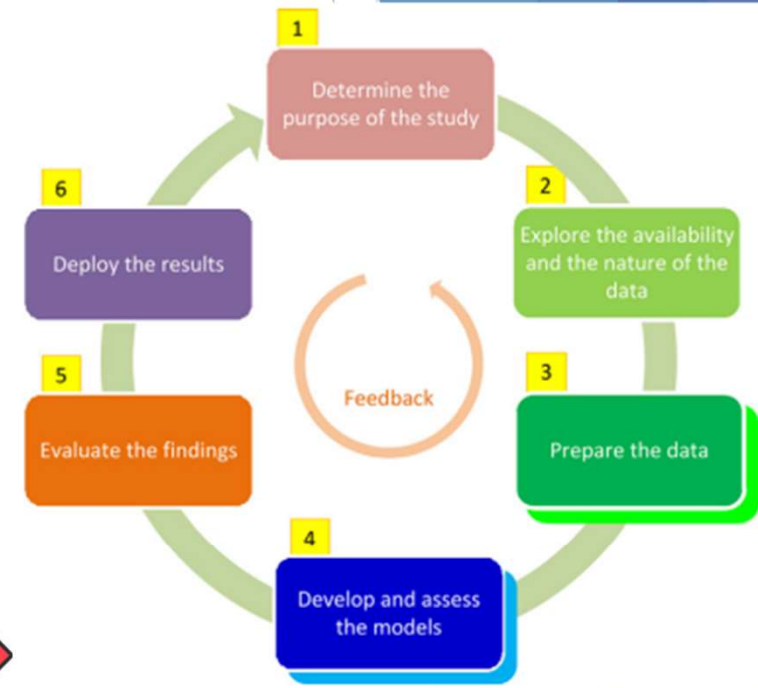 1
Determine the
purpose of the study
2
Explore the availability
and the nature of the
data
3
Prepare the data
4
Develop and assess
the models
5
Evaluate the findings
6
Deploy the results
Feedback